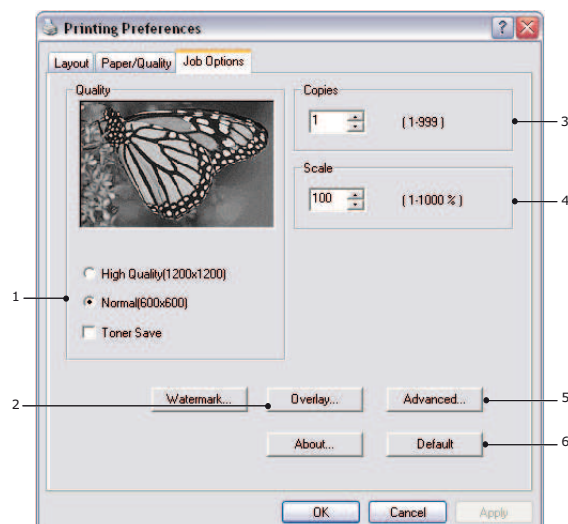 Printing Preferences
Layout Paper/Quality Job Options
Quality
Copies
1 (1-999)
3
Scale
100 (1-1000 %)
4
High Quality(1200x1200)
1
Normal(600x600)
Toner Save
Watermark... Overlay... Advanced...
2
5
About... Default
6
OK Cancel Apply